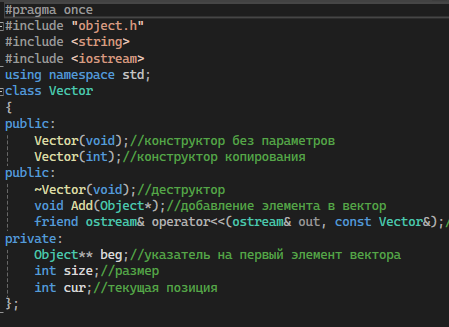 #pragma once
#include "object.h"
#include <string>
#include <iostream>
using namespace std;
class Vector
{
public:
    Vector(void);//конструктор без параметров
    Vector(int);//конструктор копирования
public:
    ~Vector(void);//деструктор
    void Add(Object*);//добавление элемента в вектор
    friend ostream& operator<<(ostream& out, const Vector&);/
private:
    Object** beg;//указатель на первый элемент вектора
    int size;//размер
    int cur;//текущая позиция
};